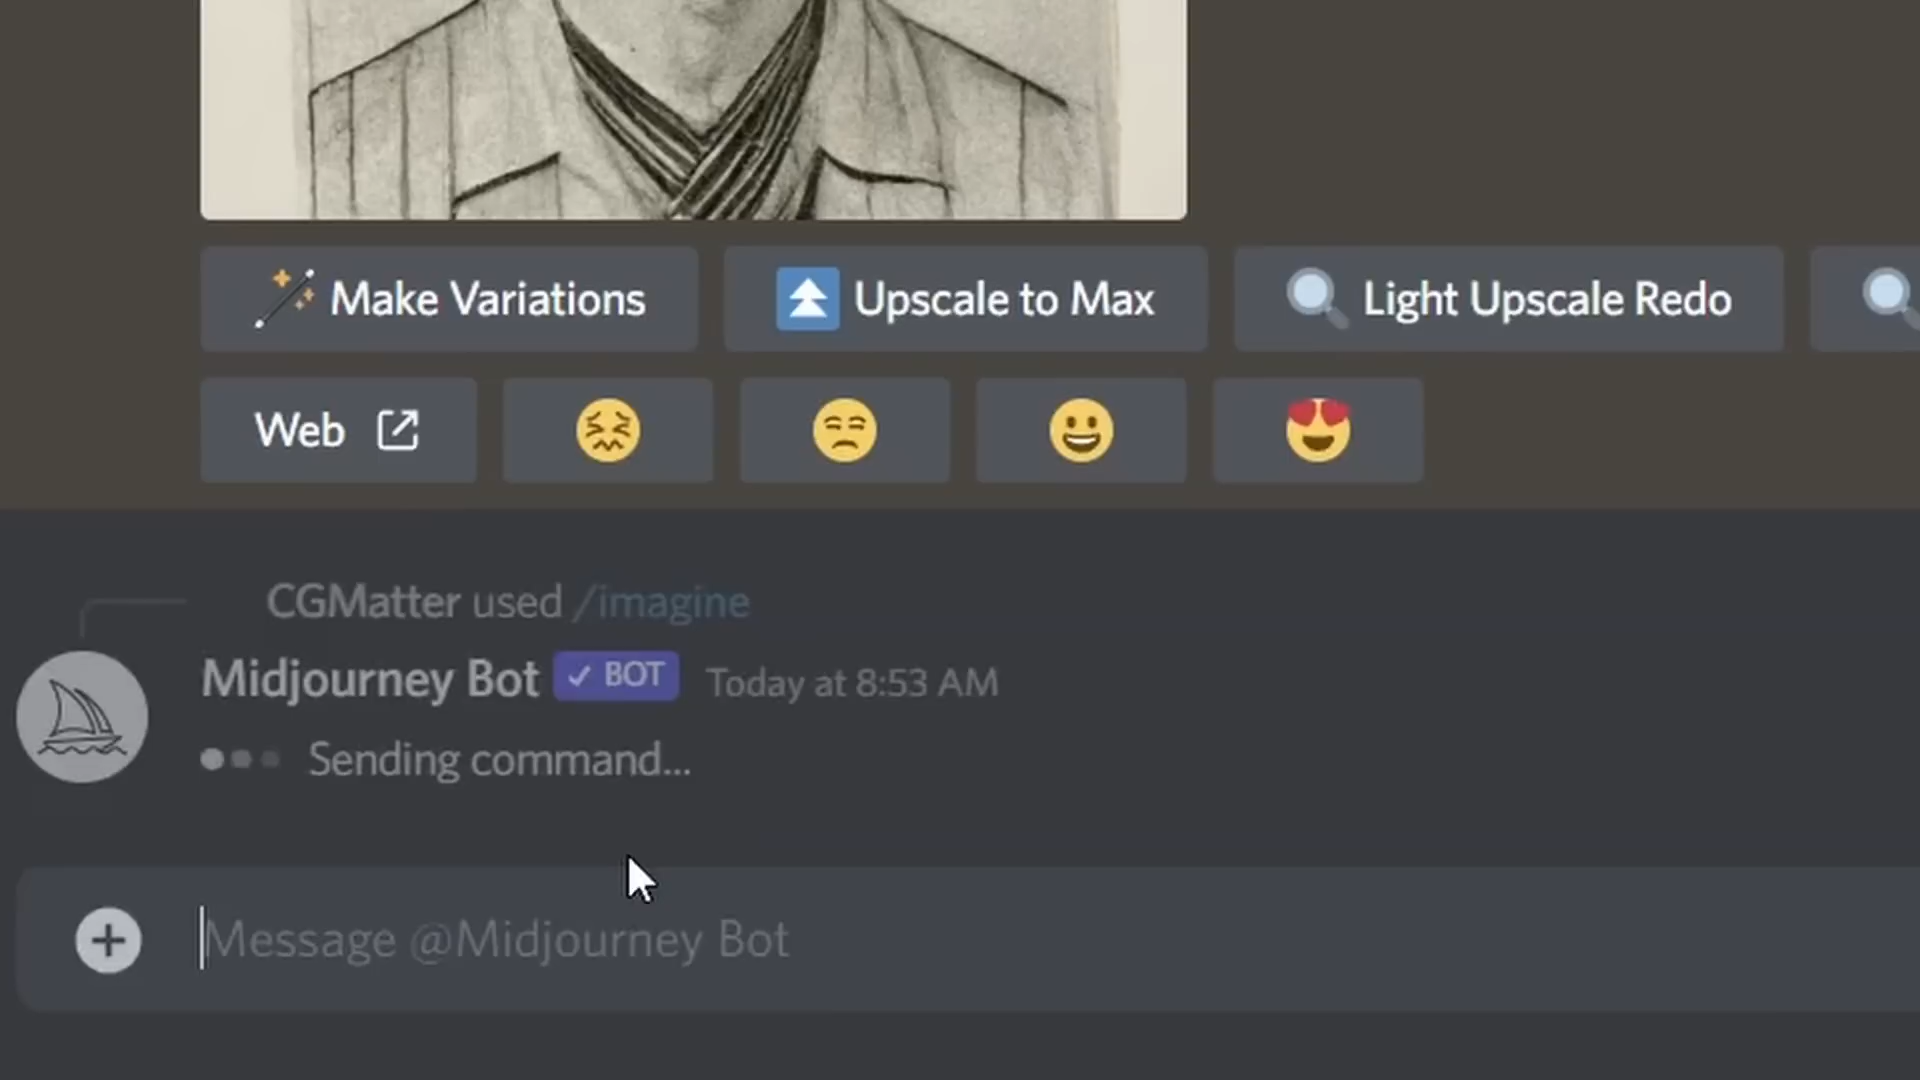 Make Variations
Upscale to Max
Light Upscale Redo
Web
CGMatter used /imagine
Midjourney Bot ✓ BOT Today at 8:53 AM
Sending command...
Message @Midjourney Bot